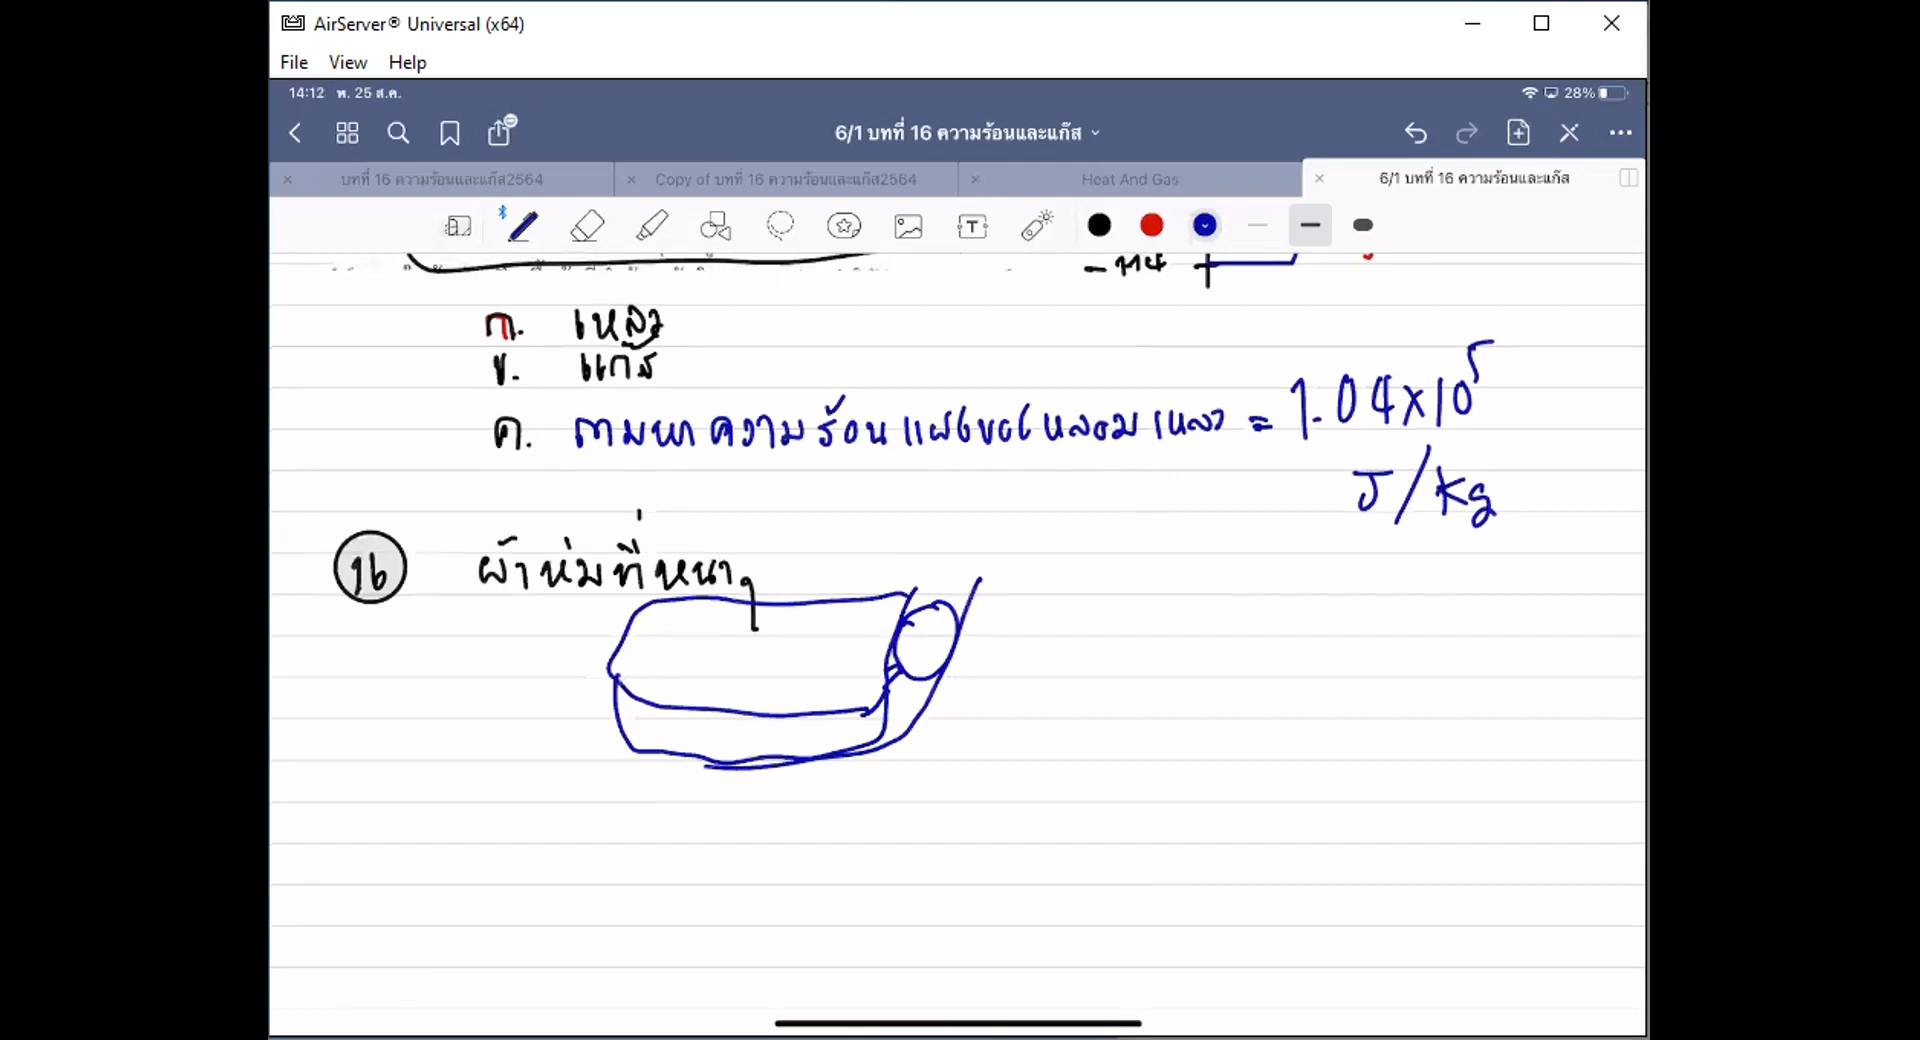 AirServer® Universal (x64)
File View Help
14:12 พ. 25 ส.ค. 28%
6/1 บทที่ 16 ความร้อนและแก๊ส
บทที่ 16 ความร้อนและแก๊ส2564 Copy of บทที่ 16 ความร้อนและแก๊ส2564 Heat And Gas 6/1 บทที่ 16 ความร้อนและแก๊ส
ก. เหลว
ข. แก๊ส
ค. ถามหา ความร้อนแฝงของหลอมเหลว = 1.04×10⁵
J/kg
16 ผ้าห่มที่หนาๆ